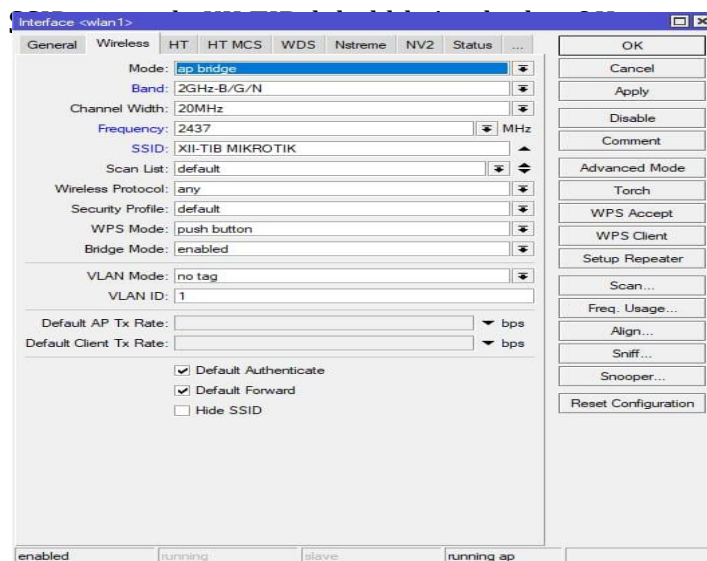 Interface <wlan1>
General Wireless HT HT MCS WDS Nstreme NV2 Status ...
Mode: ap bridge
Band: 2GHz-B/G/N
Channel Width: 20MHz
Frequency: 2437 MHz
SSID: XII-TIB MIKROTIK
Scan List: default
Wireless Protocol: any
Security Profile: default
WPS Mode: push button
Bridge Mode: enabled
VLAN Mode: no tag
VLAN ID: 1
Default AP Tx Rate: bps
Default Client Tx Rate: bps
Default Authenticate
Default Forward
Hide SSID
OK
Cancel
Apply
Disable
Comment
Advanced Mode
Torch
WPS Accept
WPS Client
Setup Repeater
Scan...
Freq. Usage...
Align...
Sniff...
Snooper...
Reset Configuration
enabled running slave running ap